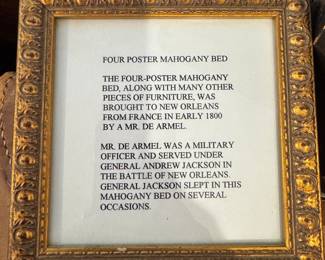 FOUR POSTER MAHOGANY BED
THE FOUR-POSTER MAHOGANY
BED, ALONG WITH MANY OTHER
PIECES OF FURNITURE, WAS
BROUGHT TO NEW ORLEANS
FROM FRANCE IN EARLY 1800
BY A MR. DE ARMEL.
MR. DE ARMEL WAS A MILITARY
OFFICER AND SERVED UNDER
GENERAL ANDREW JACKSON IN
THE BATTLE OF NEW ORLEANS.
GENERAL JACKSON SLEPT IN THIS
MAHOGANY BED ON SEVERAL
OCCASIONS.